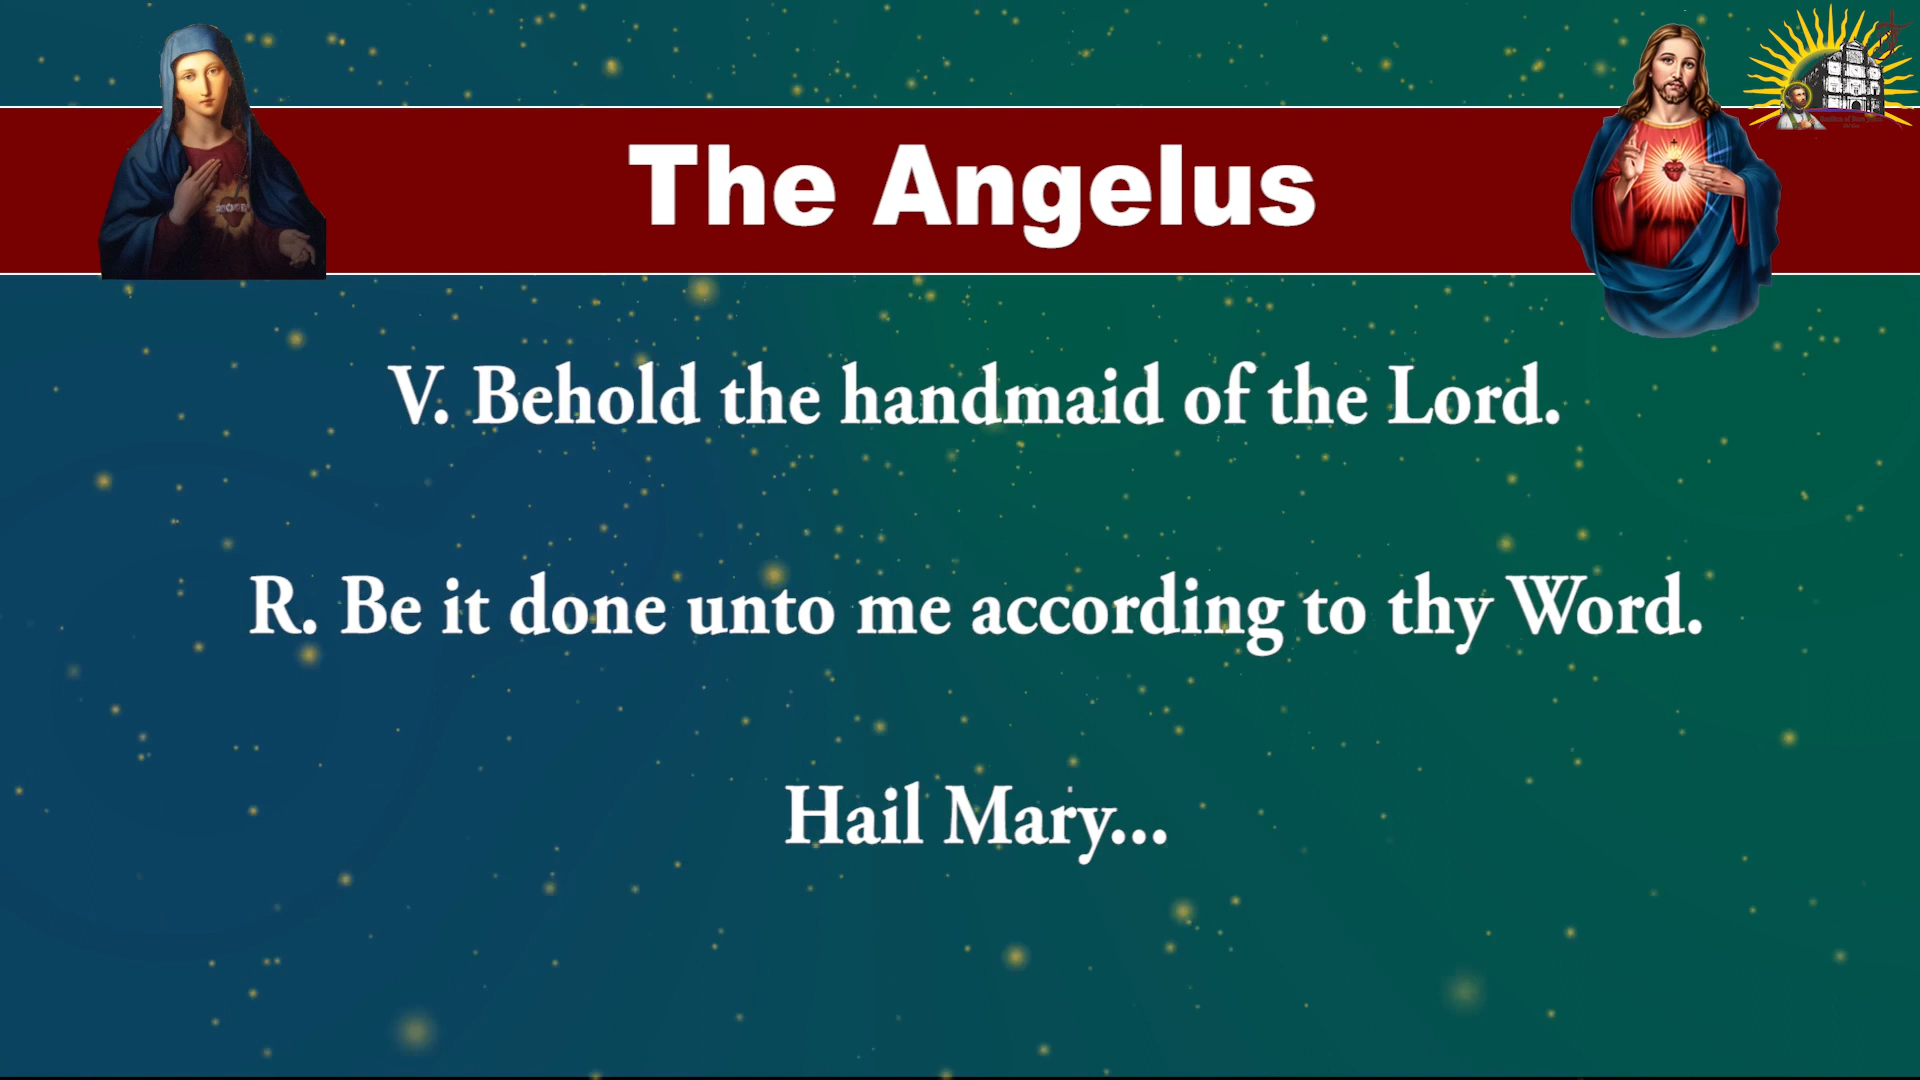 The Angelus
V. Behold the handmaid of the Lord.
R. Be it done unto me according to thy Word.
Hail Mary...